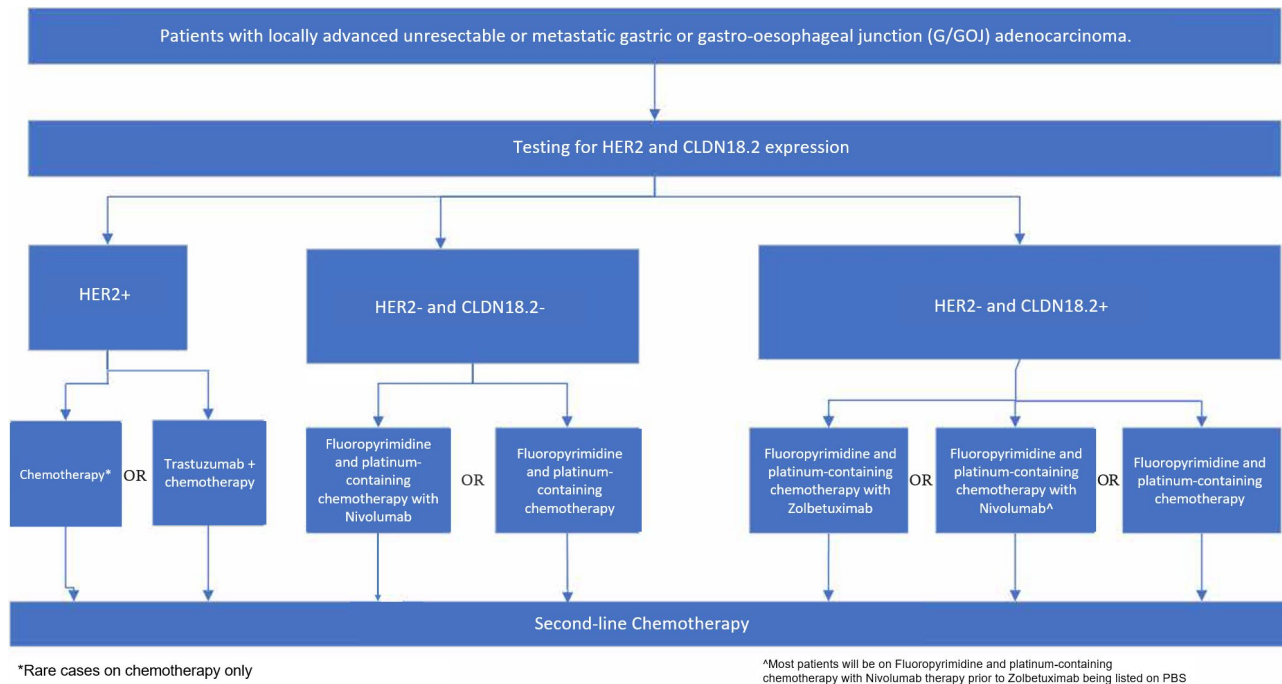 Patients with locally advanced unresectable or metastatic gastric or gastro-oesophageal junction (G/GOJ) adenocarcinoma.
Testing for HER2 and CLDN18.2 expression
HER2+
HER2- and CLDN18.2-
HER2- and CLDN18.2+
Chemotherapy*
OR
Trastuzumab +
chemotherapy
Fluoropyrimidine
and platinum-
containing
chemotherapy with
Nivolumab
OR
Fluoropyrimidine
and platinum-
containing
chemotherapy
Fluoropyrimidine and
platinum-containing
chemotherapy with
Zolbetuximab
OR
Fluoropyrimidine and
platinum-containing
chemotherapy with
Nivolumab^
OR
Fluoropyrimidine and
platinum-containing
chemotherapy
Second-line Chemotherapy
*Rare cases on chemotherapy only
^Most patients will be on Fluoropyrimidine and platinum-containing
chemotherapy with Nivolumab therapy prior to Zolbetuximab being listed on PBS